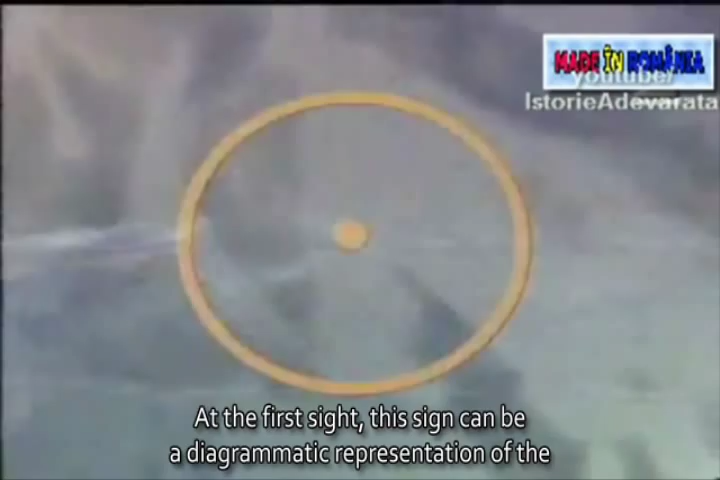 MADE ÎN ROMÂNIA
youtube/
IstorieAdevarata
At the first sight, this sign can be
a diagrammatic representation of the